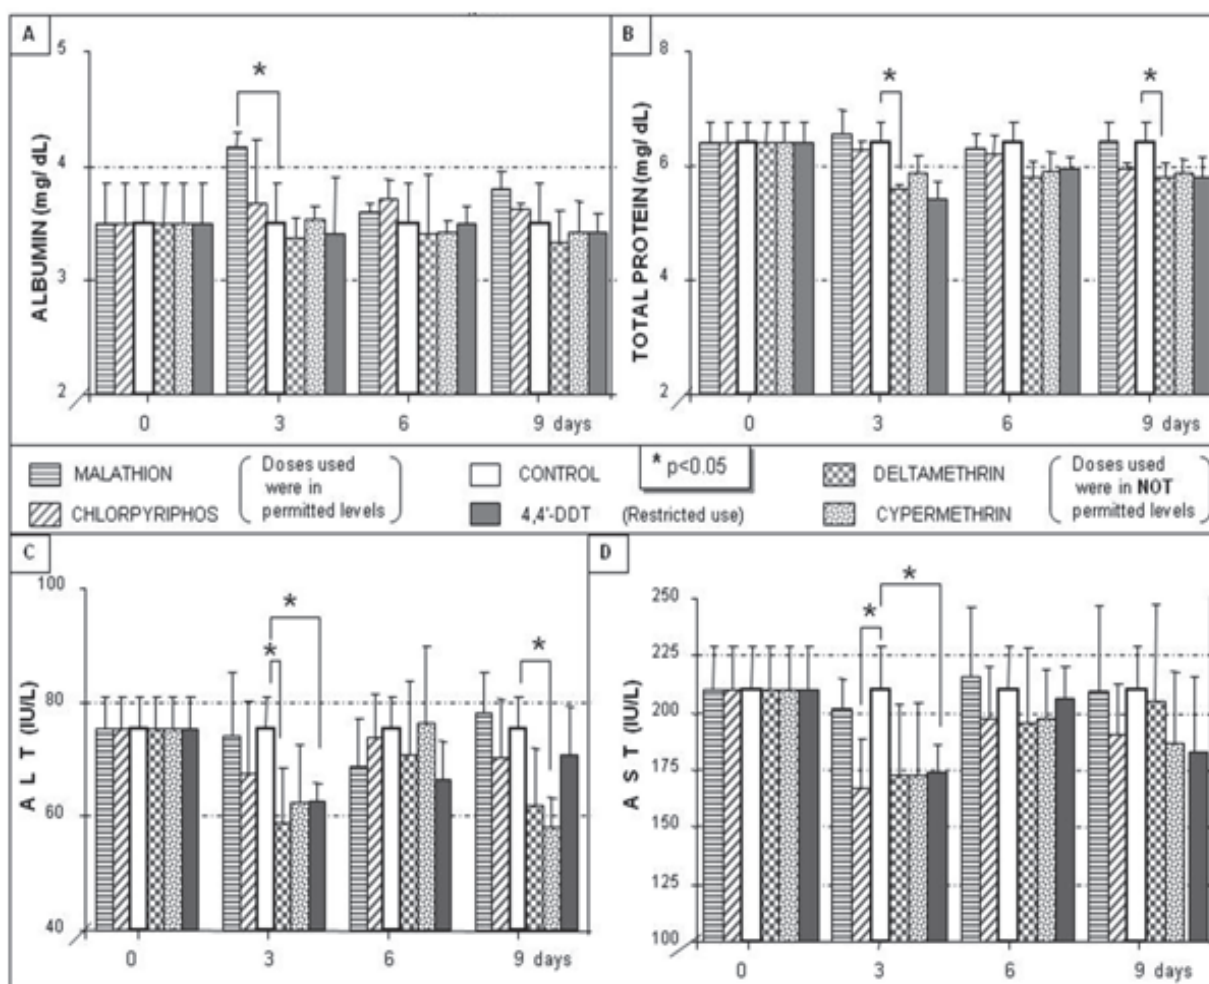 A
B
5
4
3
2
ALBUMIN (mg/ dL)
*
0 3 6 9 days
8
6
4
2
TOTAL PROTEIN (mg/ dL)
* *
0 3 6 9 days
MALATHION
CHLORPYRIPHOS
Doses used
were in
permitted levels
CONTROL
4,4'-DDT (Restricted use)
* p<0.05
DELTAMETHRIN
CYPERMETHRIN
Doses used
were in NOT
permitted levels
C
D
100
80
60
40
A L T (IU/L)
* * *
0 3 6 9 days
250
225
200
175
150
125
100
A S T (IU/L)
* *
0 3 6 9 days